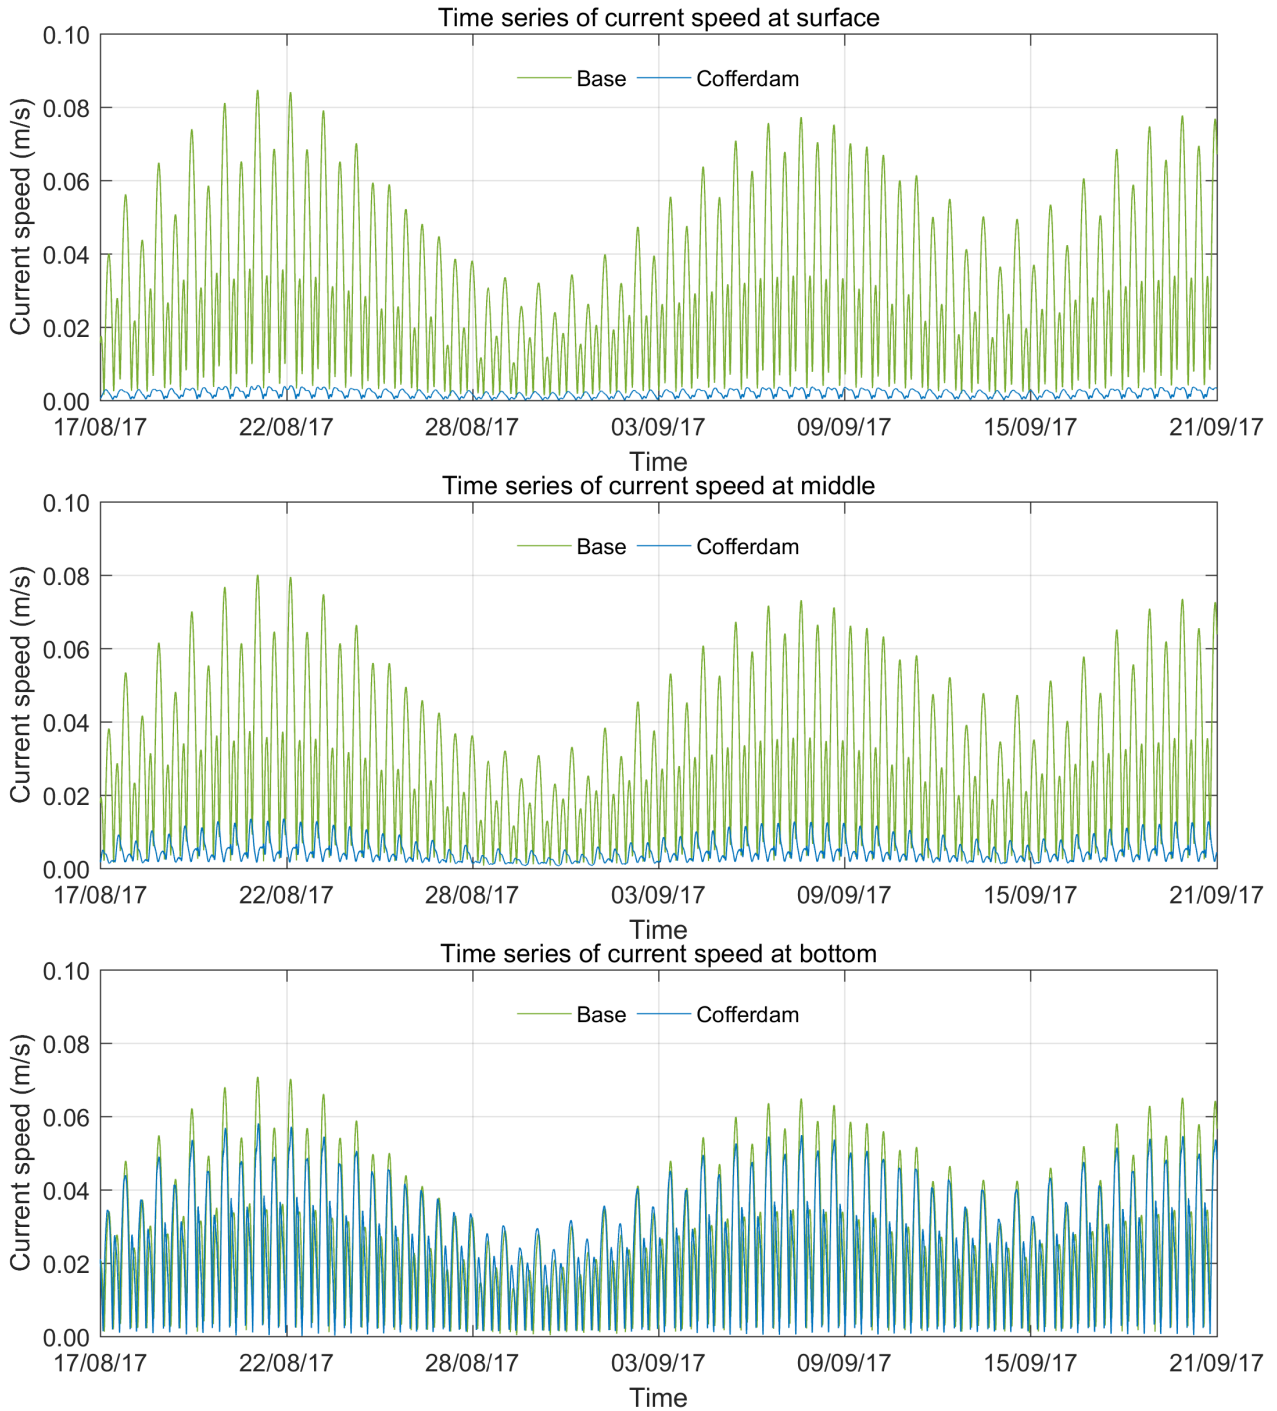 Time series of current speed at surface
Current speed (m/s)
0.10
0.08
0.06
0.04
0.02
0.00
Base Cofferdam
17/08/17 22/08/17 28/08/17 03/09/17 09/09/17 15/09/17 21/09/17
Time
Time series of current speed at middle
Current speed (m/s)
0.10
0.08
0.06
0.04
0.02
0.00
Base Cofferdam
17/08/17 22/08/17 28/08/17 03/09/17 09/09/17 15/09/17 21/09/17
Time
Time series of current speed at bottom
Current speed (m/s)
0.10
0.08
0.06
0.04
0.02
0.00
Base Cofferdam
17/08/17 22/08/17 28/08/17 03/09/17 09/09/17 15/09/17 21/09/17
Time